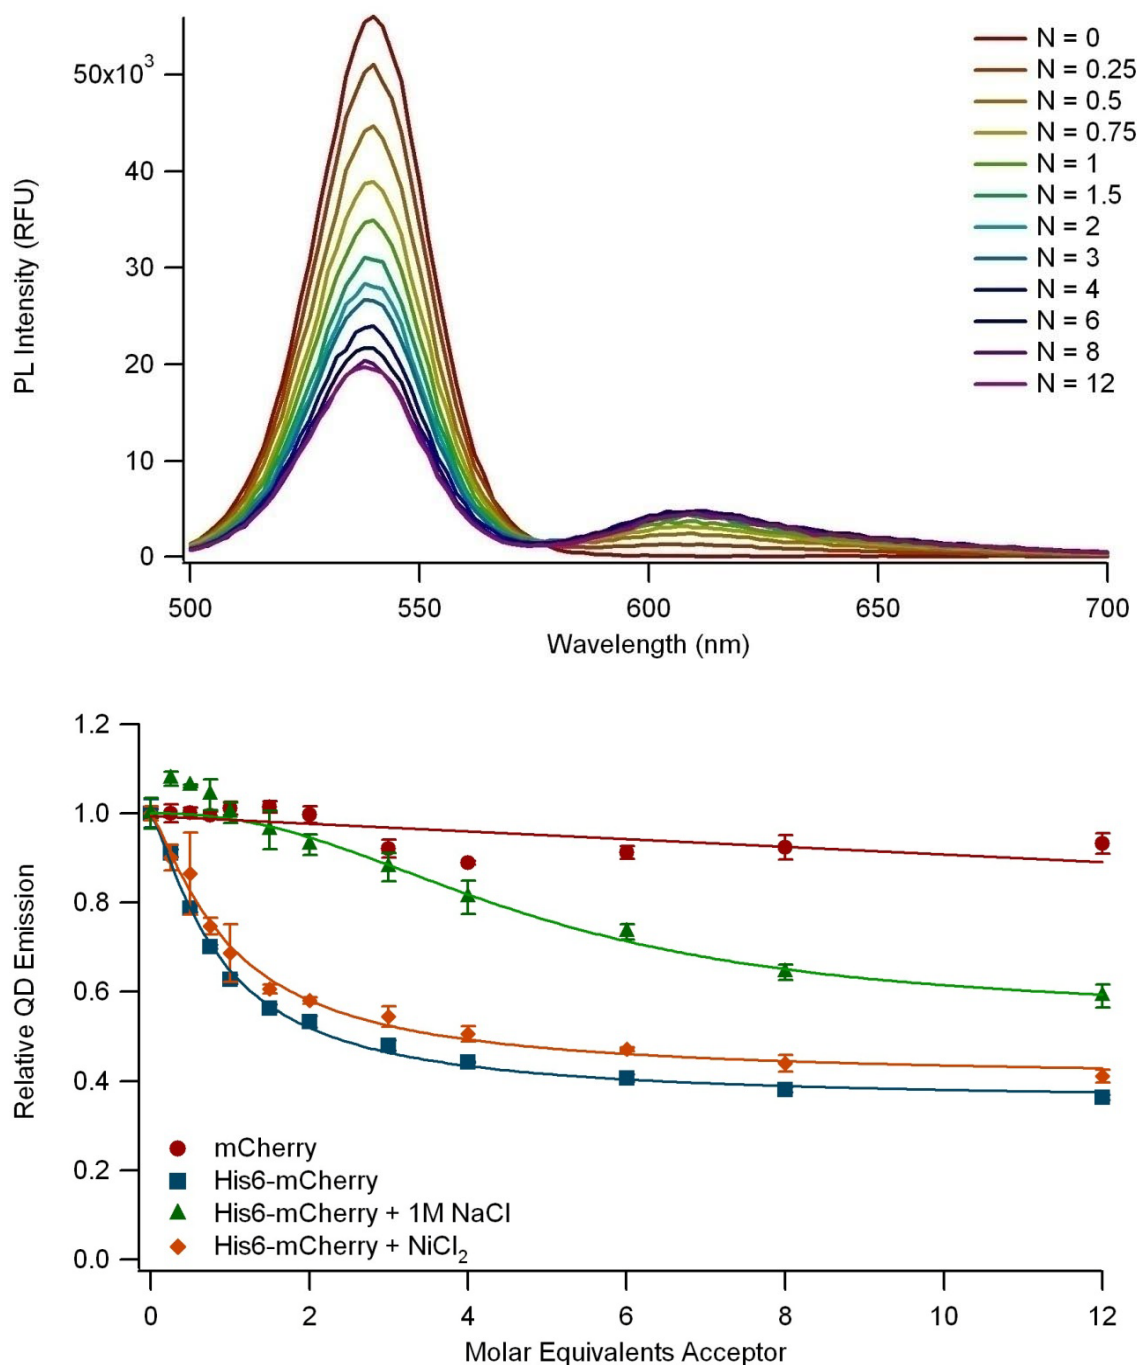 PL Intensity (RFU)
50x10³
40
30
20
10
0
500
550
600
650
700
Wavelength (nm)
N = 0
N = 0.25
N = 0.5
N = 0.75
N = 1
N = 1.5
N = 2
N = 3
N = 4
N = 6
N = 8
N = 12
Relative QD Emission
1.2
1.0
0.8
0.6
0.4
0.2
0.0
mCherry
His6-mCherry
His6-mCherry + 1M NaCl
His6-mCherry + NiCl₂
0
2
4
6
8
10
12
Molar Equivalents Acceptor